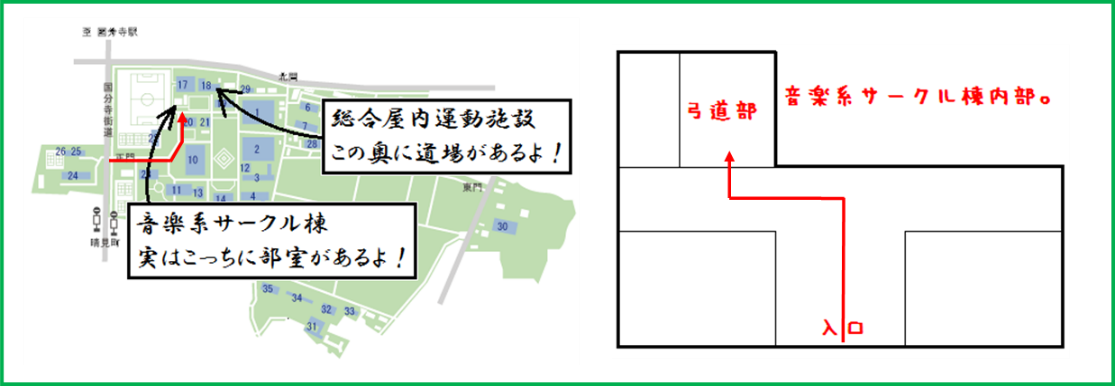 至 国分寺駅
北門
国分寺街道
17
18
29
1
6
7
28
総合屋内運動施設
この奥に道場があるよ！
20
21
2
26
25
正門
24
10
12
3
11
13
14
4
東門
30
晴見町
音楽系サークル棟
実はこっちに部室があるよ！
35
34
32
33
31
弓道部
音楽系サークル棟内部。
入口